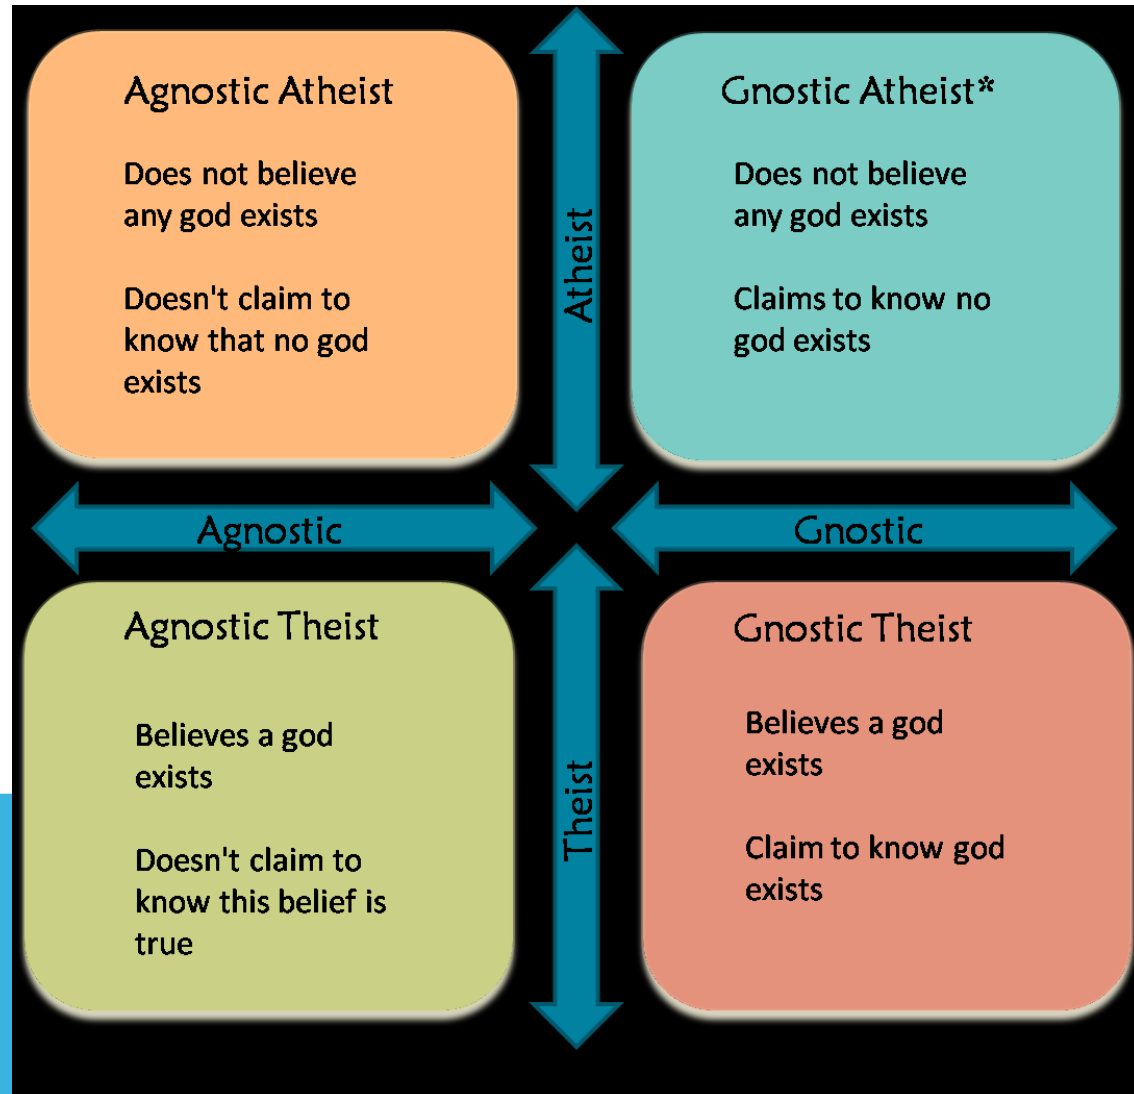 Agnostic Atheist
Does not believe
any god exists
Doesn't claim to
know that no god
exists
Atheist
Gnostic Atheist*
Does not believe
any god exists
Claims to know no
god exists
Agnostic
Gnostic
Agnostic Theist
Believes a god
exists
Doesn't claim to
know this belief is
true
Theist
Gnostic Theist
Believes a god
exists
Claim to know god
exists